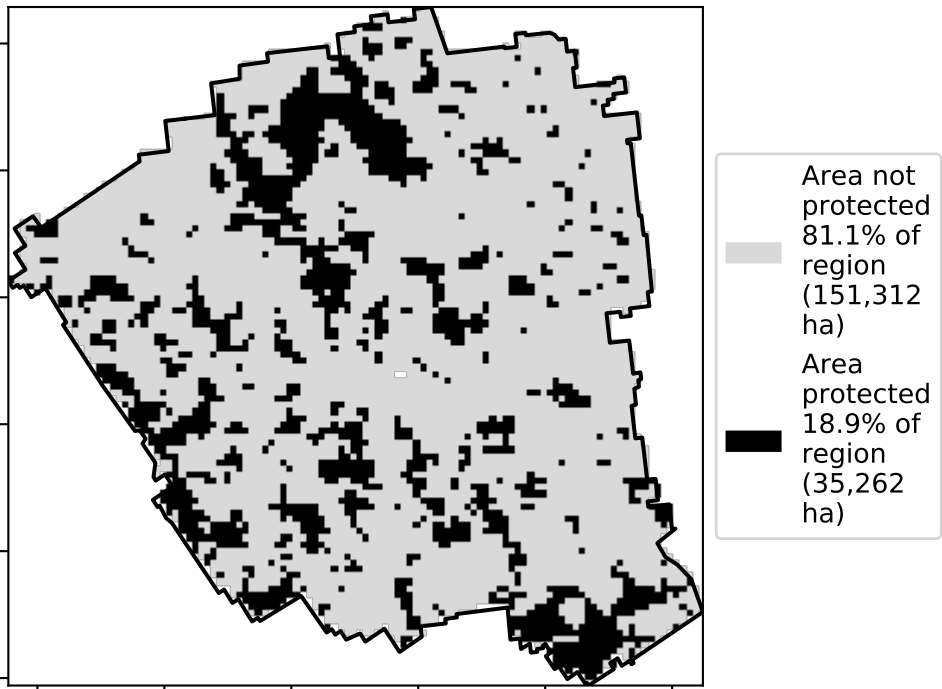 Area not
protected
81.1% of
region
(151,312
ha)
Area
protected
18.9% of
region
(35,262
ha)